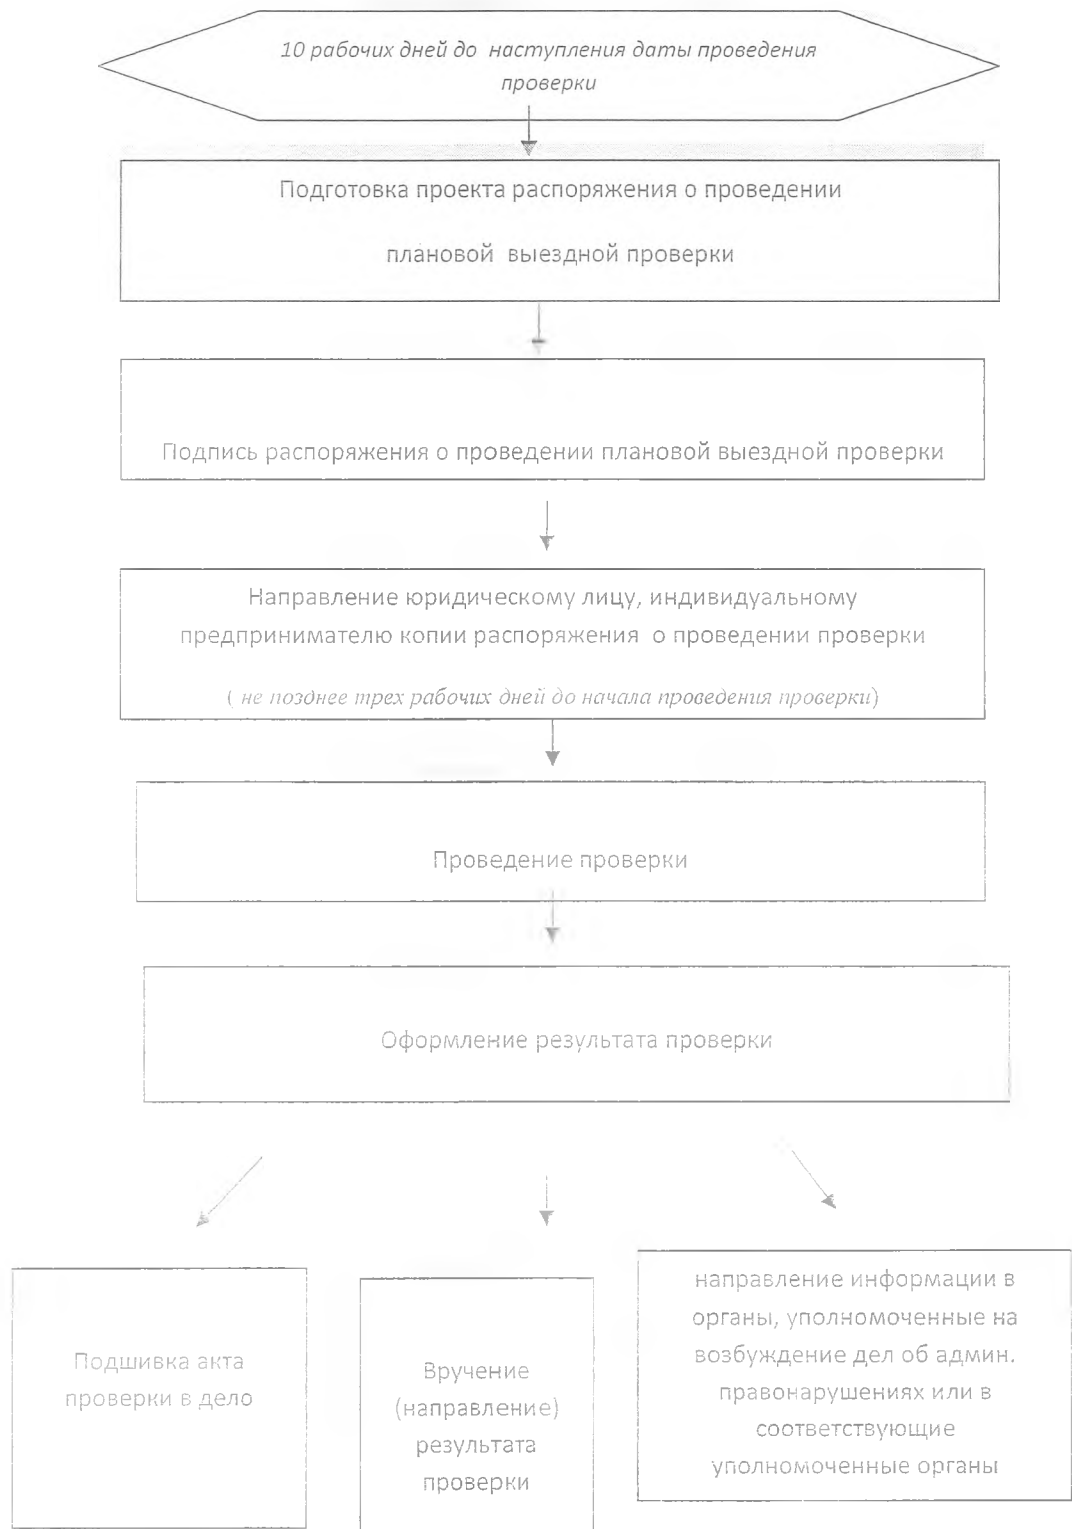 10 рабочих дней до наступления даты проведения
проверки
Подготовка проекта распоряжения о проведении
плановой выездной проверки
Подпись распоряжения о проведении плановой выездной проверки
Направление юридическому лицу, индивидуальному
предпринимателю копии распоряжения о проведении проверки
( не позднее трех рабочих дней до начала проведения проверки)
Проведение проверки
Оформление результата проверки
Подшивка акта
проверки в дело
Вручение
(направление)
результата
проверки
направление информации в
органы, уполномоченные на
возбуждение дел об админ.
правонарушениях или в
соответствующие
уполномоченные органы